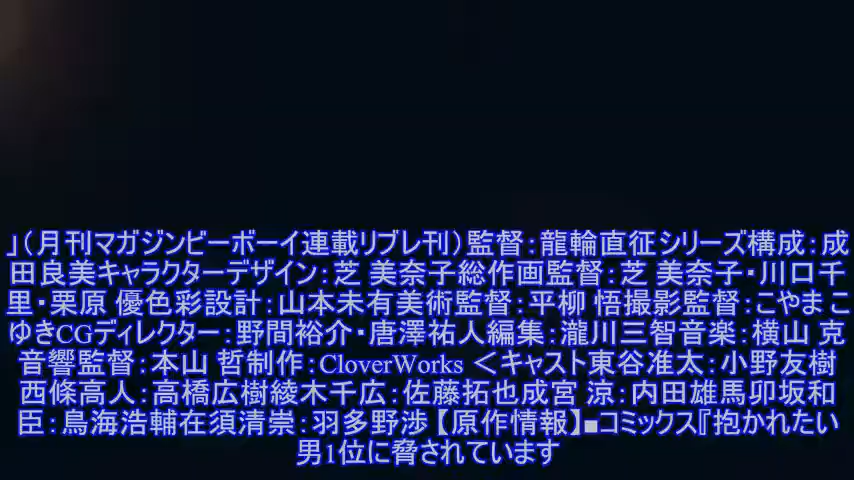 」（月刊マガジンビーボーイ連載リブレ刊）監督：龍輪直征シリーズ構成：成
田良美キャラクターデザイン：芝 美奈子総作画監督：芝 美奈子・川口千
里・栗原 優色彩設計：山本未有美術監督：平柳 悟撮影監督：こやまこ
ゆきCGディレクター：野間裕介・唐澤祐人編集：瀧川三智音楽：横山 克
音響監督：本山 哲制作：CloverWorks ＜キャスト東谷准太：小野友樹
西條高人：高橋広樹綾木千広：佐藤拓也成宮 涼：内田雄馬卯坂和
臣：鳥海浩輔在須清崇：羽多野渉【原作情報】■コミックス『抱かれたい
男1位に脅されています